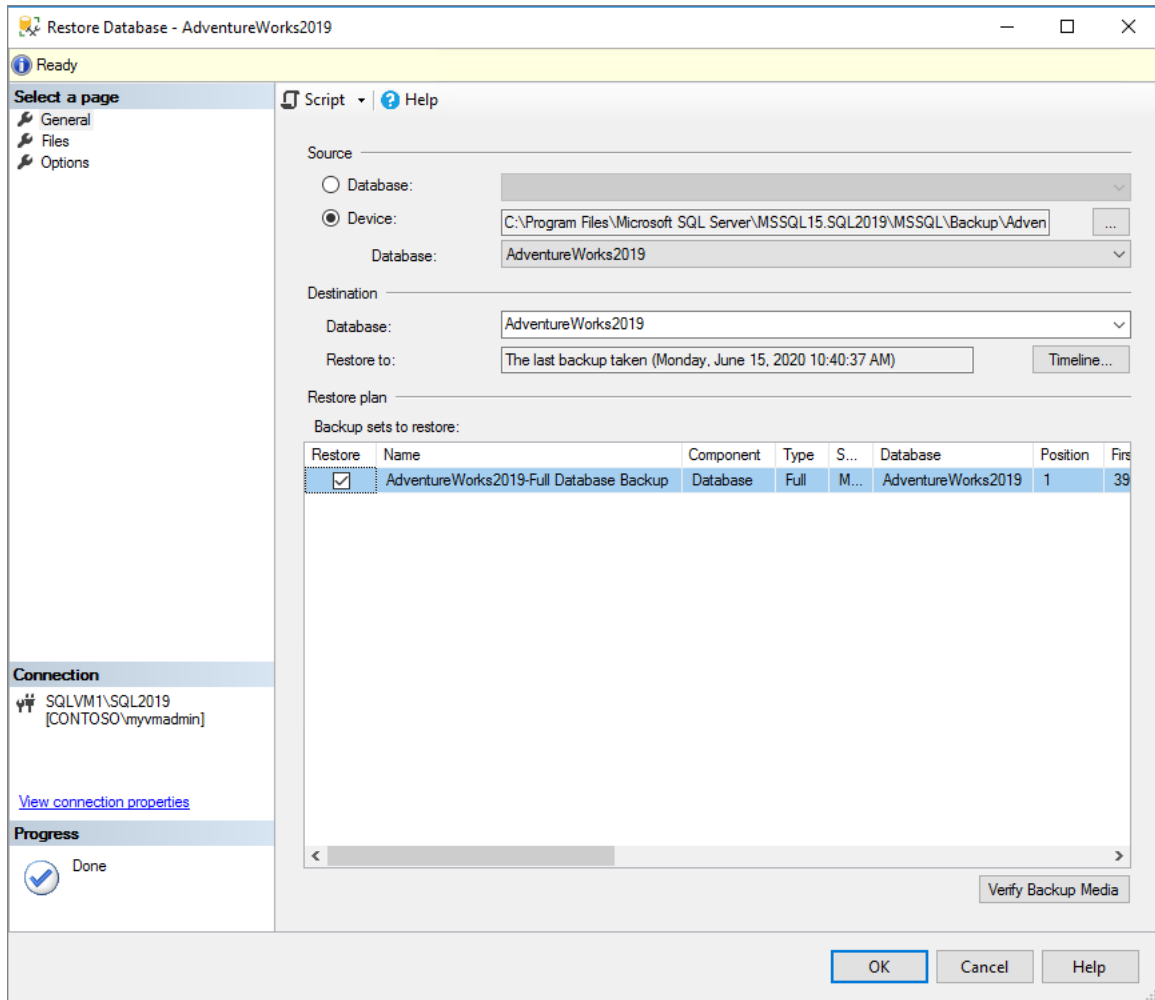 Restore Database - AdventureWorks2019
Ready
Select a page
General
Files
Options
Script
Help
Source
Database:
Device:
C:\Program Files\Microsoft SQL Server\MSSQL15.SQL2019\MSSQL\Backup\Adven
...
Database:
AdventureWorks2019
Destination
Database:
AdventureWorks2019
Restore to:
The last backup taken (Monday, June 15, 2020 10:40:37 AM)
Timeline...
Restore plan
Backup sets to restore:
Restore Name Component Type S... Database Position Firs
AdventureWorks2019-Full Database Backup Database Full M... AdventureWorks2019 1 39
Connection
SQLVM1\SQL2019
[CONTOSO\myvmadmin]
View connection properties
Progress
Done
Verify Backup Media
OK Cancel Help